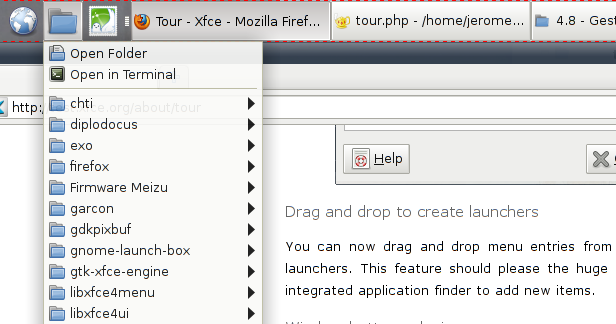 Tour - Xfce - Mozilla Firef...
tour.php - /home/jerome...
4.8 - Gest
Open Folder
Open in Terminal
http:
e.org/about/tour
chti
diplodocus
exo
firefox
Firmware Meizu
garcon
gdkpixbuf
gnome-launch-box
gtk-xfce-engine
libxfce4menu
libxfce4ui
Help
Drag and drop to create launchers
You can now drag and drop menu entries from
launchers. This feature should please the huge
integrated application finder to add new items.